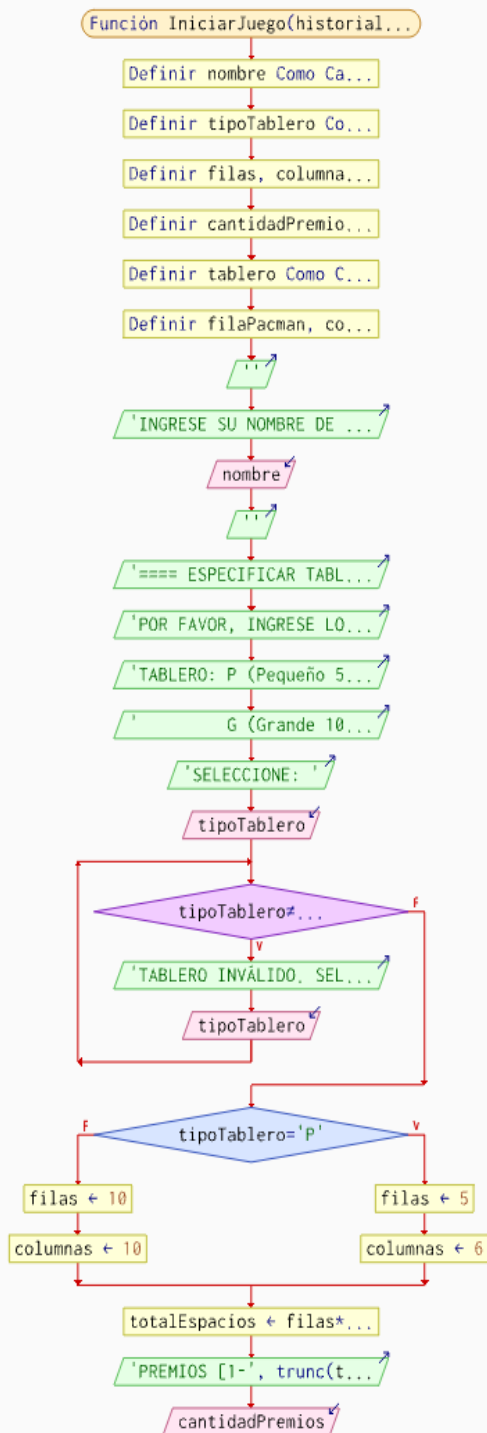 Función IniciarJuego(historial...
Definir nombre Como Ca...
Definir tipoTablero Co...
Definir filas, columna...
Definir cantidadPremio...
Definir tablero Como C...
Definir filaPacman, co...
''
'INGRESE SU NOMBRE DE ...
nombre
''
'==== ESPECIFICAR TABL...
'POR FAVOR, INGRESE LO...
'TABLERO: P (Pequeño 5...
'         G (Grande 10...
'SELECCIONE: '
tipoTablero
tipoTablero≠...
F
V
'TABLERO INVÁLIDO. SEL...
tipoTablero
tipoTablero='P'
F
V
filas ← 10
filas ← 5
columnas ← 10
columnas ← 6
totalEspacios ← filas*...
'PREMIOS [1-', trunc(t...
cantidadPremios